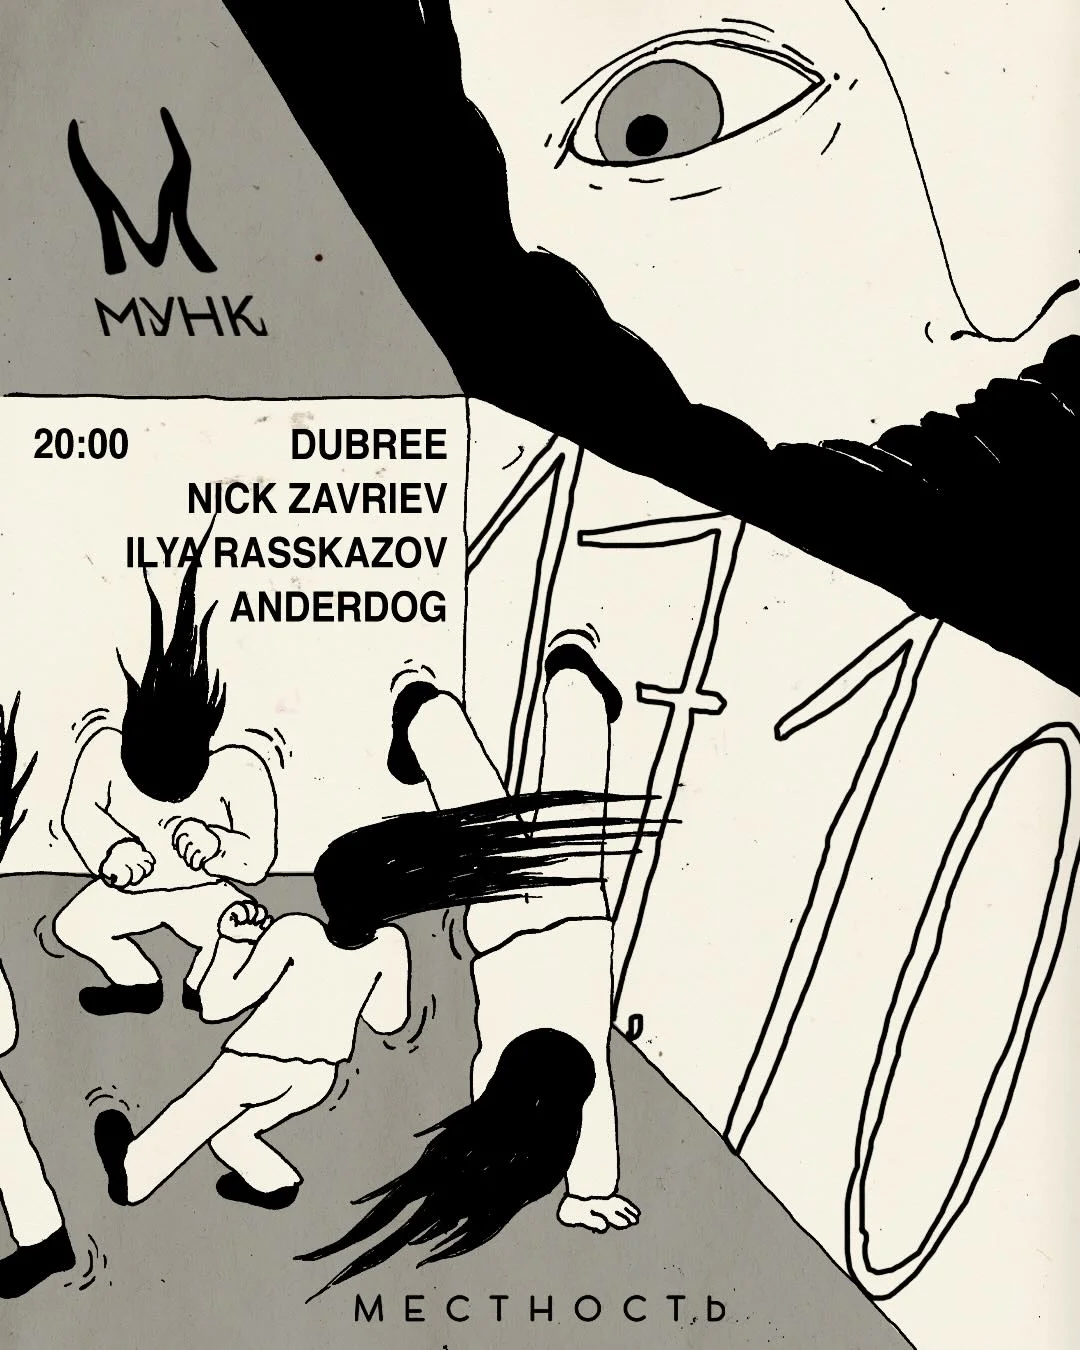 М
МУНК
20:00 DUBREE
NICK ZAVRIEV
ILYA RASSKAZOV
ANDERDOG
17.10
МЕСТНОСТЬ